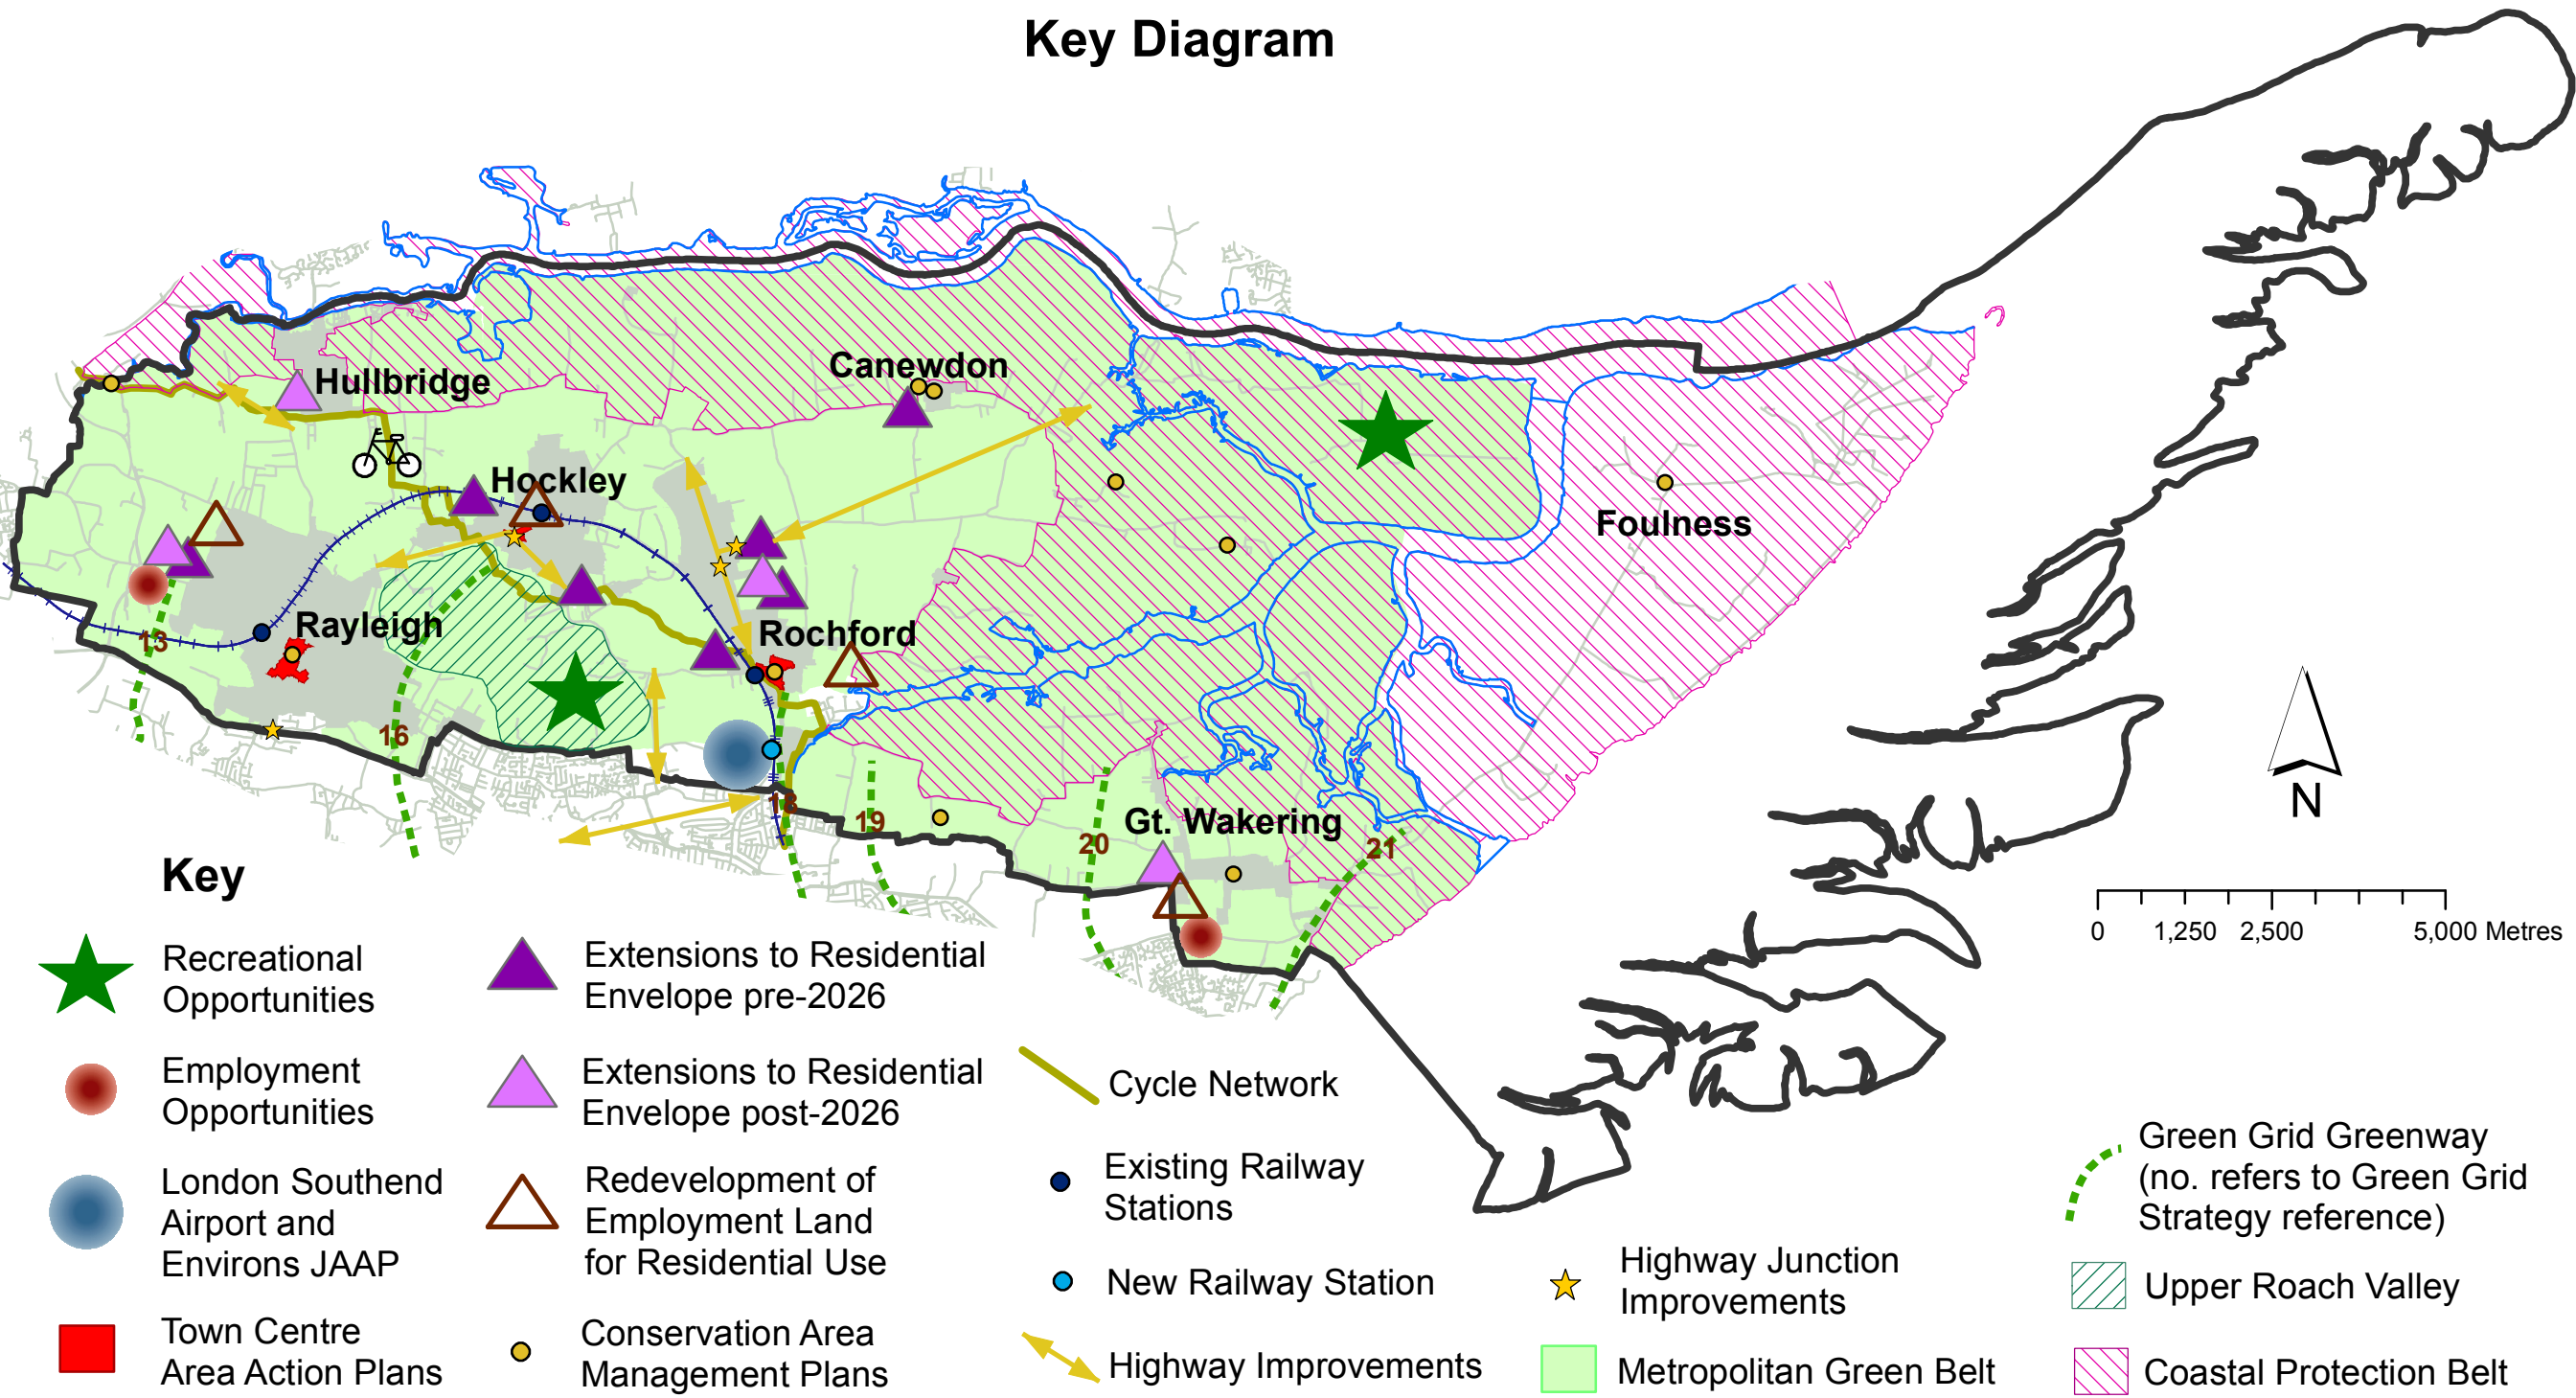 Key Diagram
Hullbridge
Canewdon
Hockley
Foulness
Rayleigh
Rochford
13
16
18
19
20
Gt. Wakering
21
N
0 1,250 2,500 5,000 Metres
Key
Recreational
Opportunities
Employment
Opportunities
London Southend
Airport and
Environs JAAP
Town Centre
Area Action Plans
Extensions to Residential
Envelope pre-2026
Extensions to Residential
Envelope post-2026
Redevelopment of
Employment Land
for Residential Use
Conservation Area
Management Plans
Cycle Network
Existing Railway
Stations
New Railway Station
Highway Improvements
Highway Junction
Improvements
Metropolitan Green Belt
Green Grid Greenway
(no. refers to Green Grid
Strategy reference)
Upper Roach Valley
Coastal Protection Belt